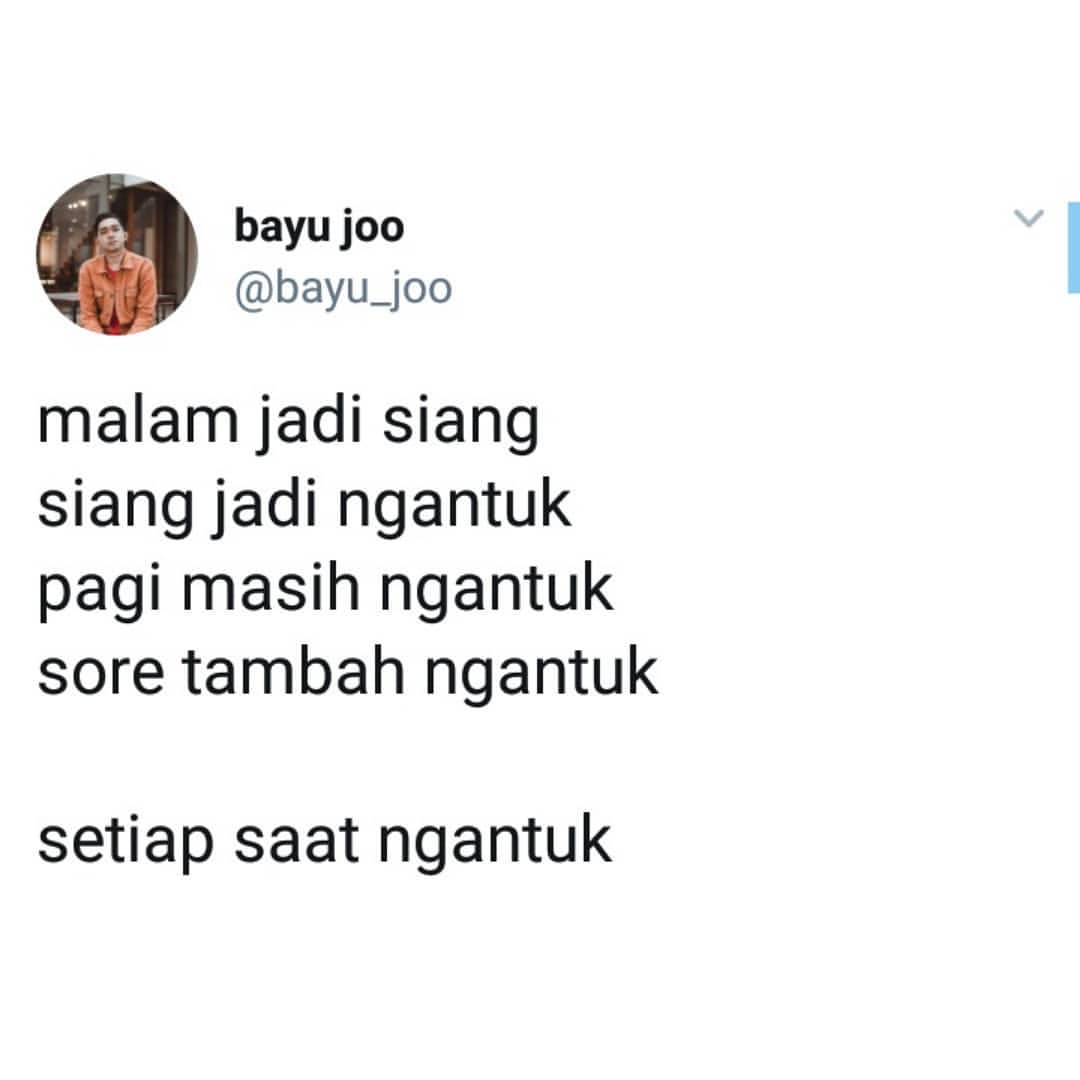 bayu joo
@bayu_joo
malam jadi siang
siang jadi ngantuk
pagi masih ngantuk
sore tambah ngantuk
setiap saat ngantuk